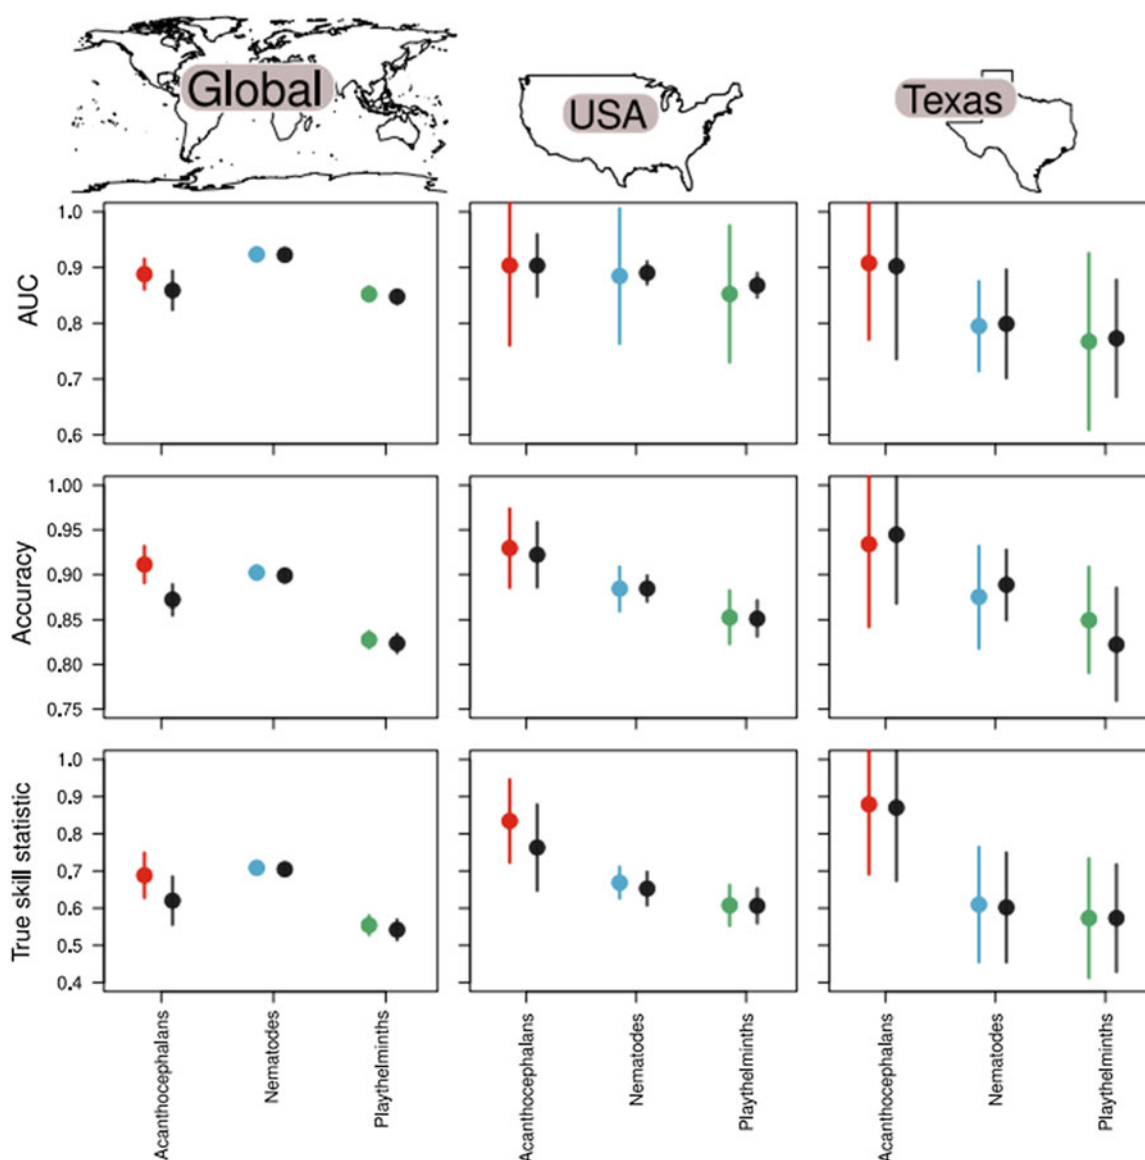 Global
USA
Texas
AUC
1.0
0.9
0.8
0.7
0.6
Accuracy
1.00
0.95
0.90
0.85
0.80
0.75
True skill statistic
1.0
0.9
0.8
0.7
0.6
0.5
0.4
Acanthocephalans
Nematodes
Playthelminths
Acanthocephalans
Nematodes
Playthelminths
Acanthocephalans
Nematodes
Playthelminths